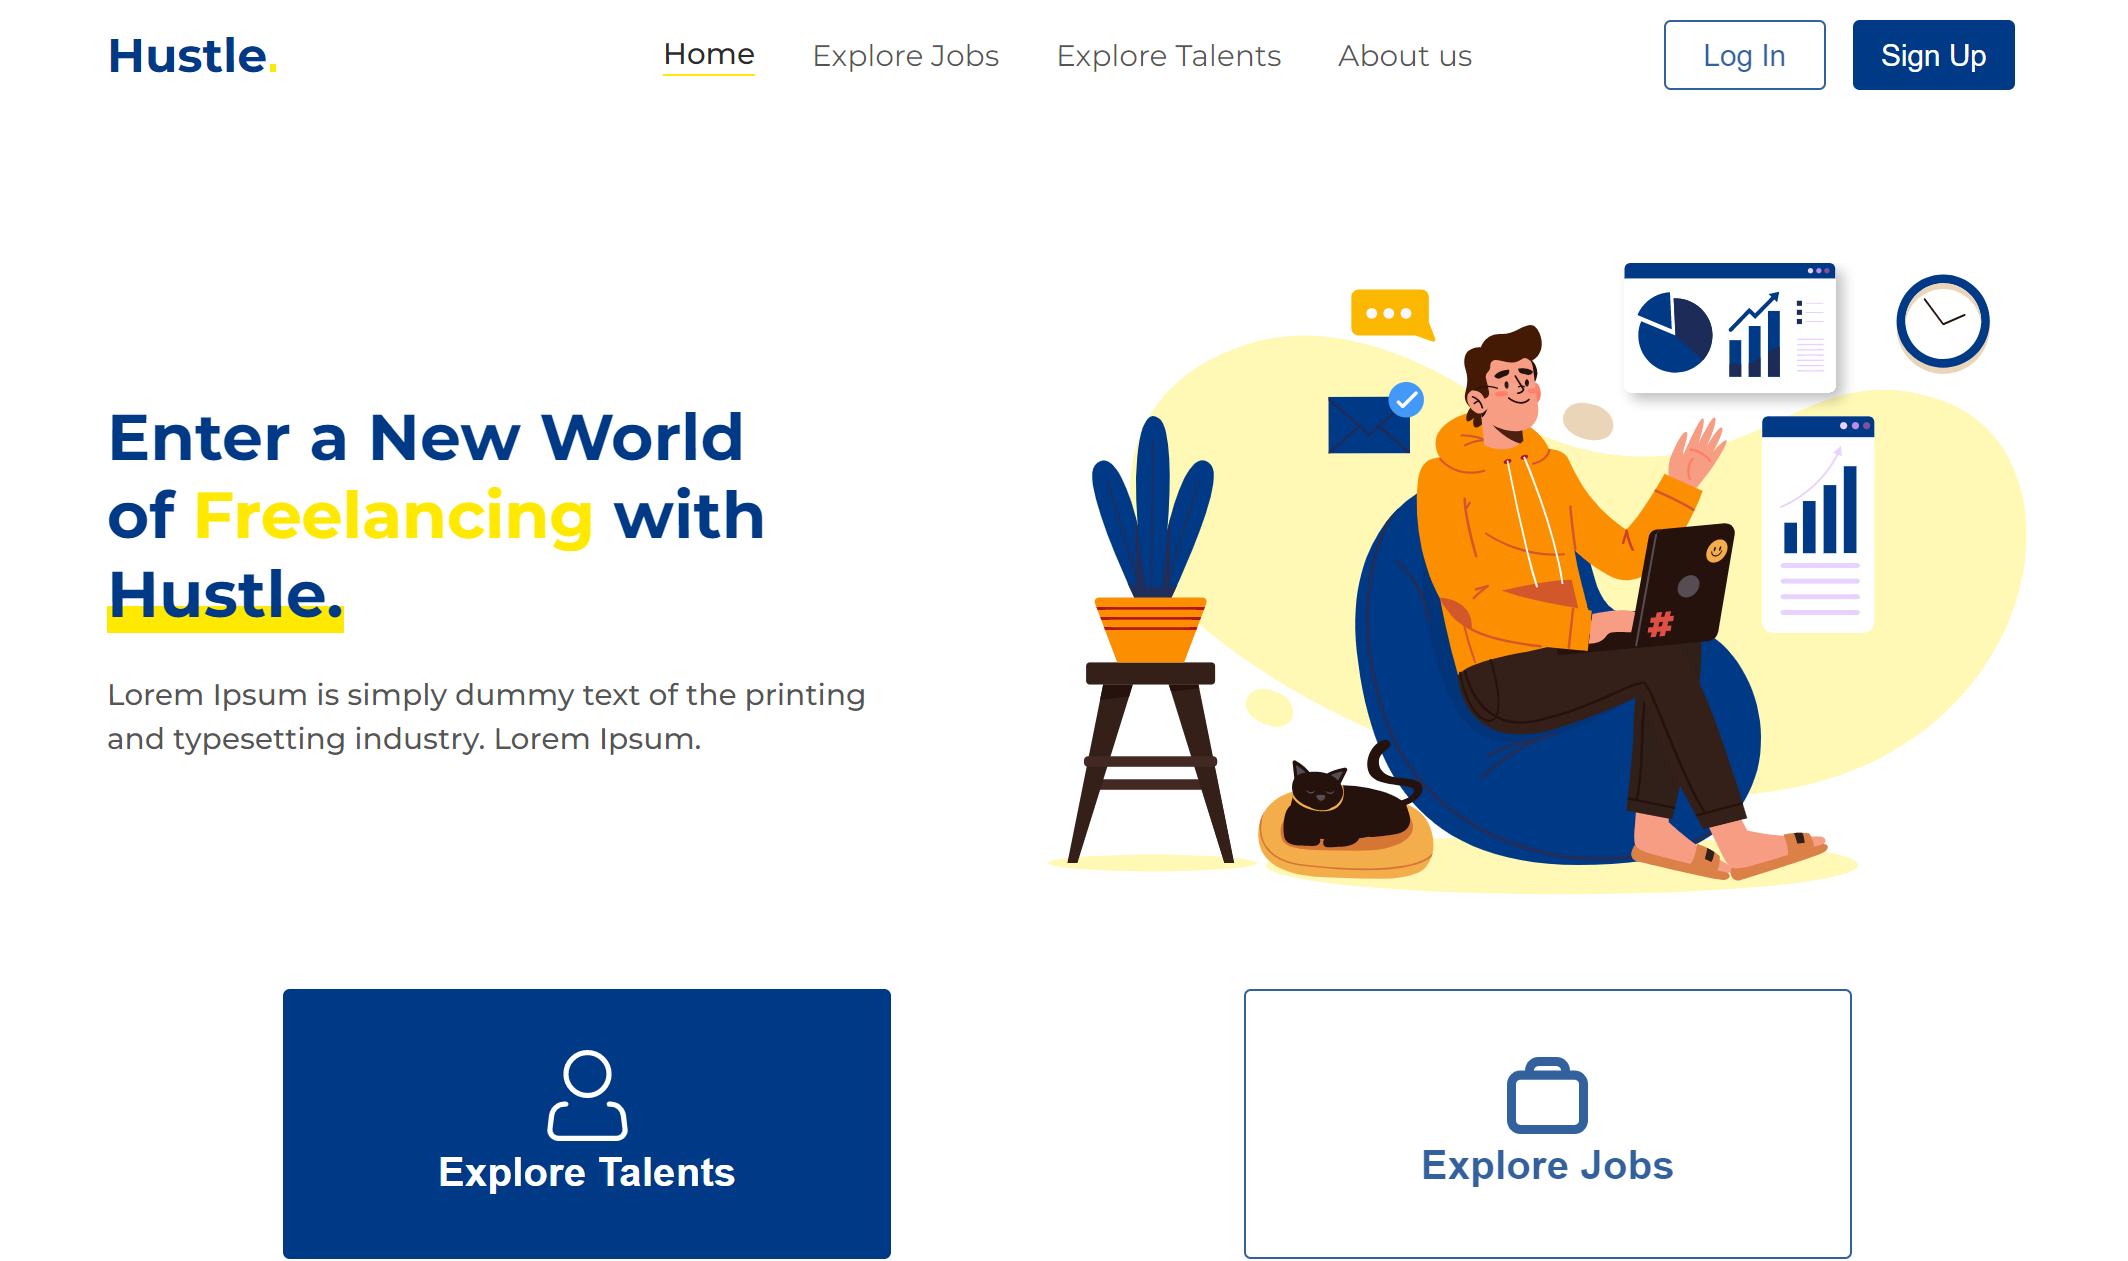 Hustle.
Home Explore Jobs Explore Talents About us
Log In Sign Up
Enter a New World
of Freelancing with
Hustle.
Lorem Ipsum is simply dummy text of the printing
and typesetting industry. Lorem Ipsum.
#
Explore Talents
Explore Jobs